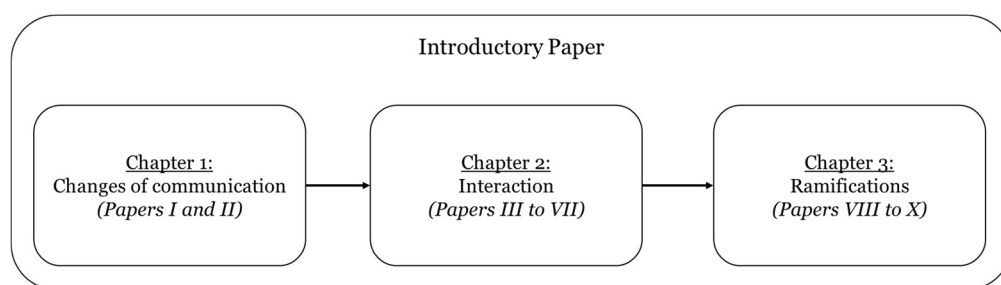 Introductory Paper
Chapter 1:
Changes of communication
(Papers I and II)
Chapter 2:
Interaction
(Papers III to VII)
Chapter 3:
Ramifications
(Papers VIII to X)